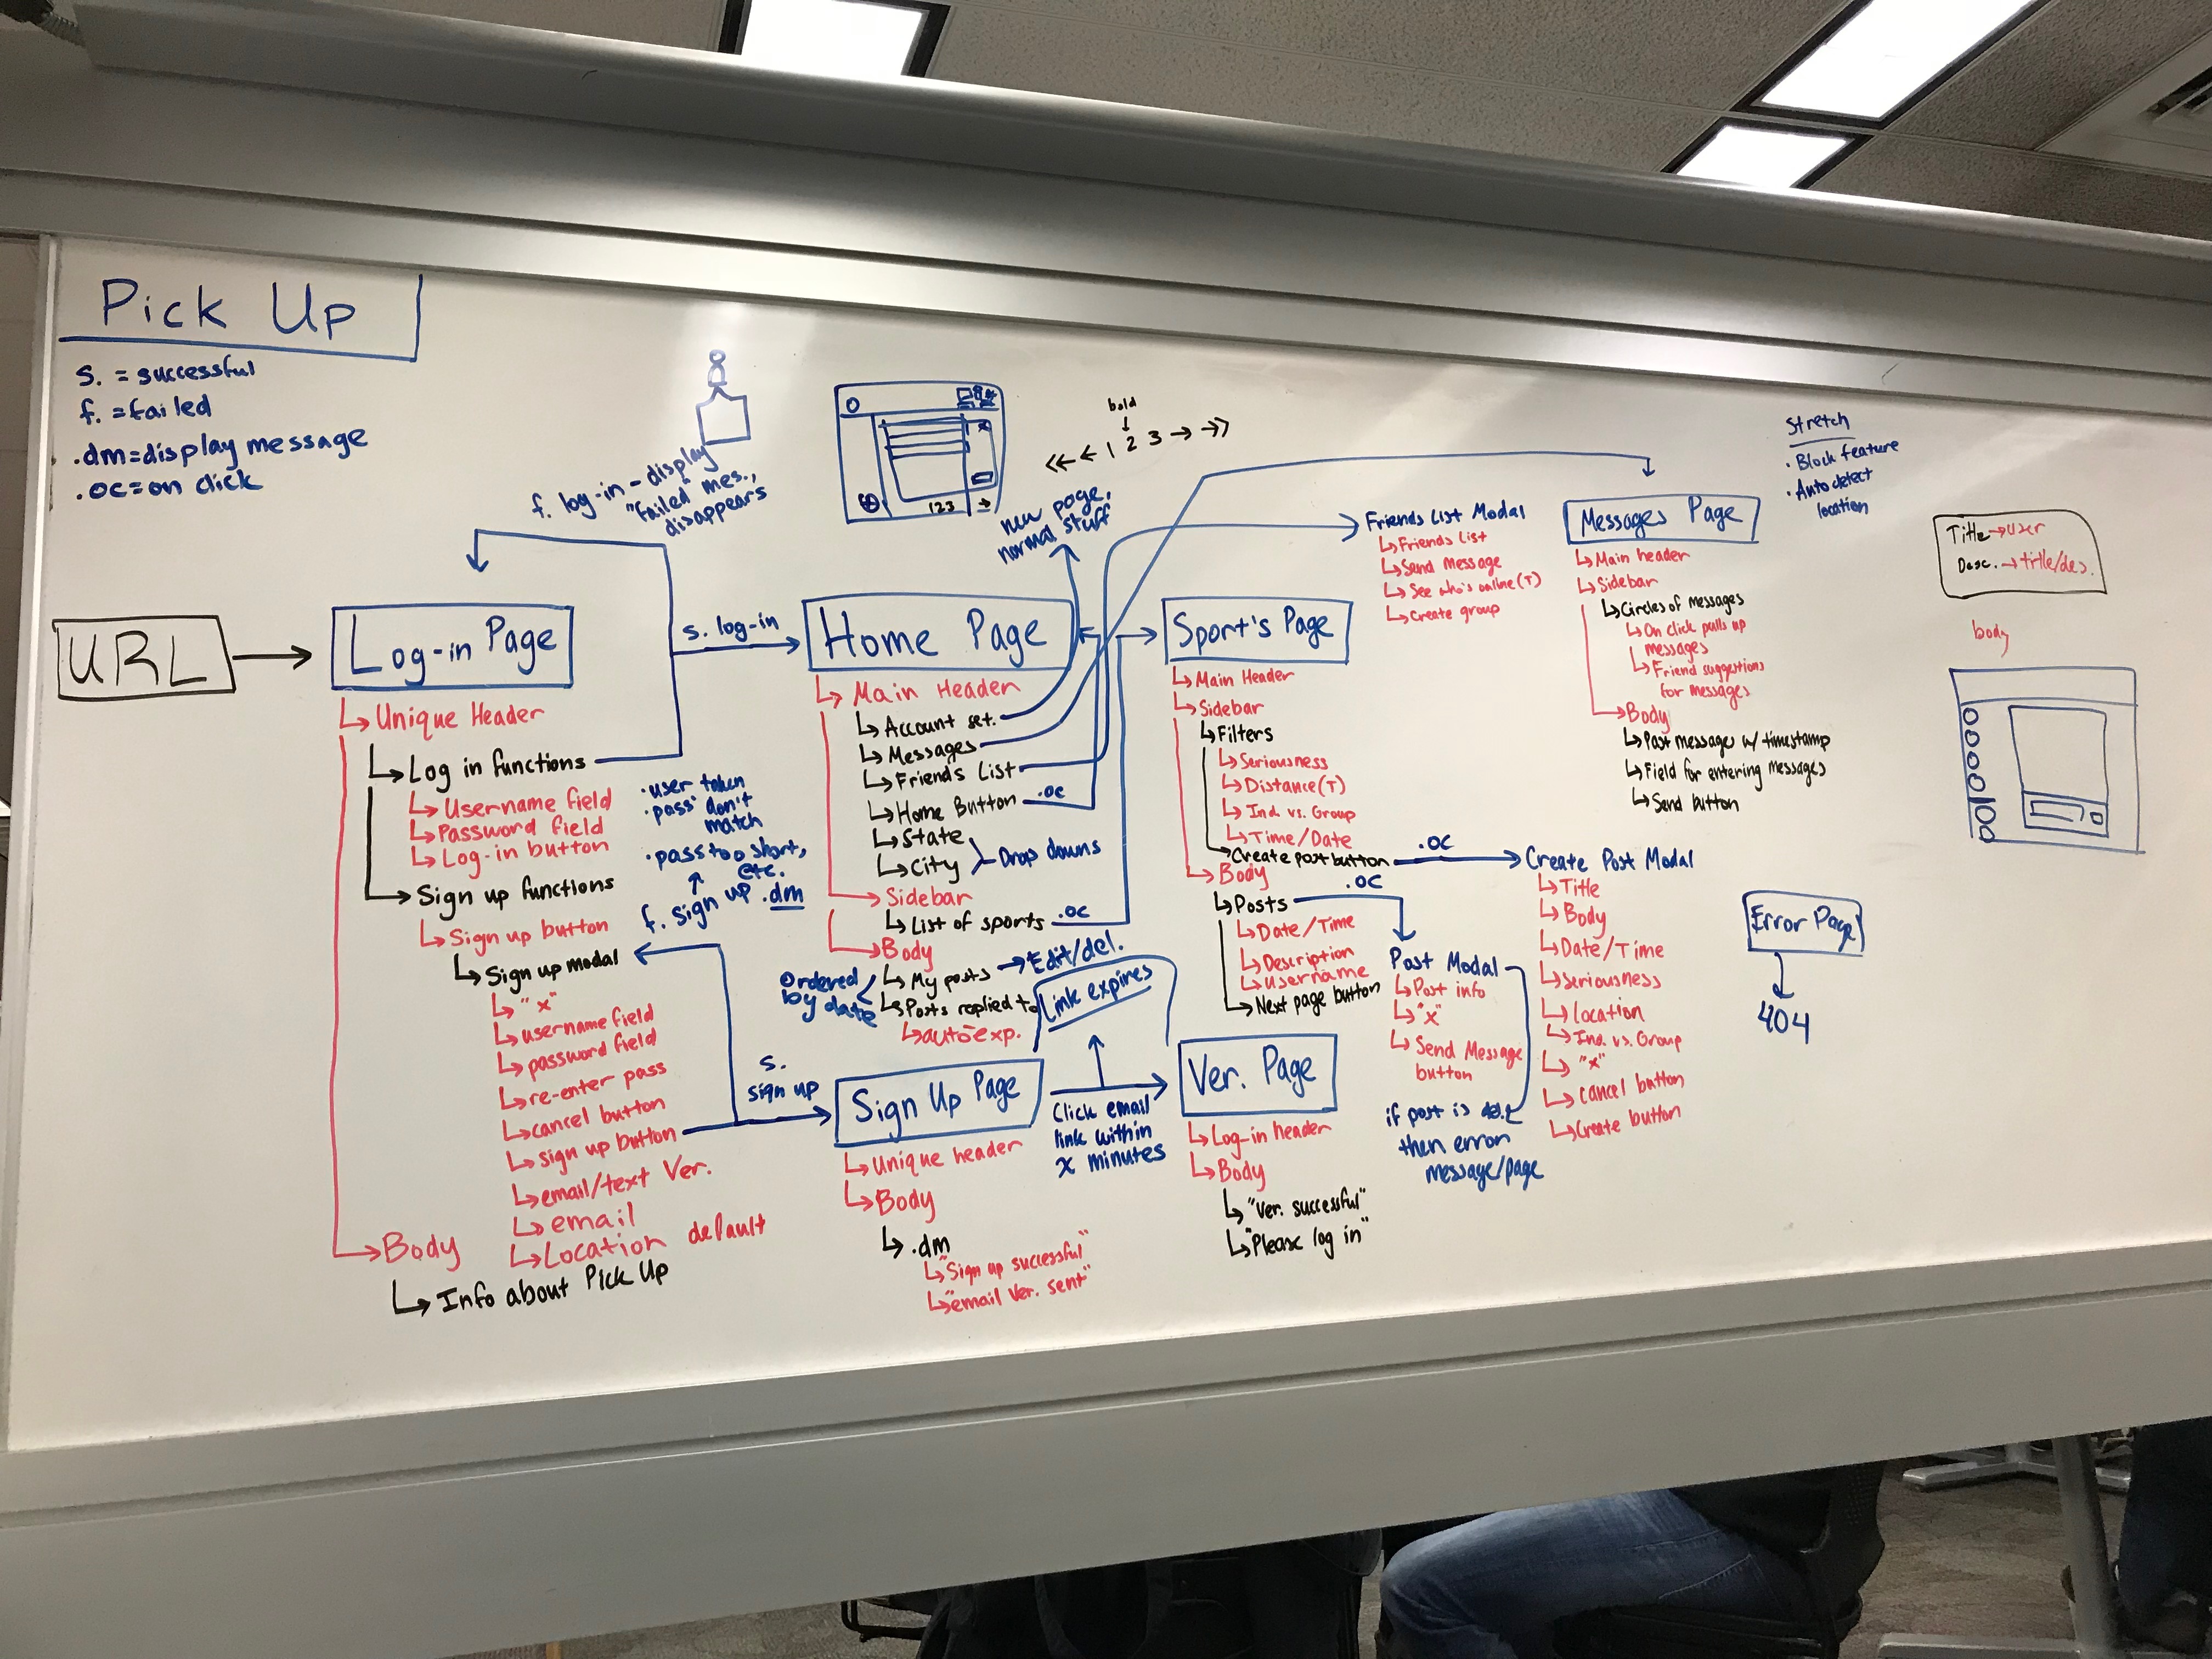 Pick Up
s. = successful
f. = failed
.dm = display message
.oc = on click
URL
f. log-in - display
"failed" mes.,
disappears
Log-in Page
Unique Header
Log in functions
Username field
Password field
Log-in button
Sign up functions
Sign up button
Sign up modal
"x"
username field
password field
re-enter pass
cancel button
sign up button
email/text Ver.
email
Location default
Body
Info about Pick Up
s. log-in
· user taken
· pass don't
match
· pass too short,
etc.
f. sign up .dm
s.
sign up
123
bold
1 2 3
new page,
normal stuff
Home Page
Main Header
Account set.
Messages
Friends List
Home Button .oc
State
City
Drop downs
Sidebar
List of sports .oc
Body
My posts
Edit/del.
Posts replied to
auto exp.
Ordered
by date
Link expires
Sign Up Page
Unique header
Body
.dm
"Sign up successful"
"email Ver. sent"
Click email
link within
x minutes
Ver. Page
Log-in header
Body
"Ver. successful"
"Please log in"
Sport's Page
Main Header
Sidebar
Filters
Seriousness
Distance (T)
Ind. vs. Group
Time/Date
Create post button .oc
Body
Posts .oc
Date/Time
Description
Username
Next page button
Post Modal
Post info
"x"
Send Message
button
if post is del.
then error
message/page
Create Post Modal
Title
Body
Date/Time
Seriousness
location
Ind. vs. Group
"x"
cancel button
Create button
Friends List Modal
Friends List
Send Message
See who's online (T)
Create group
Messages Page
Main header
Sidebar
Circles of messages
On click pulls up
messages
Friend suggestions
for messages
Body
Past messages w/ timestamp
Field for entering messages
Send button
Stretch
· Block feature
· Auto detect
location
Title → user
Desc. → title/des.
body
Error Page
404